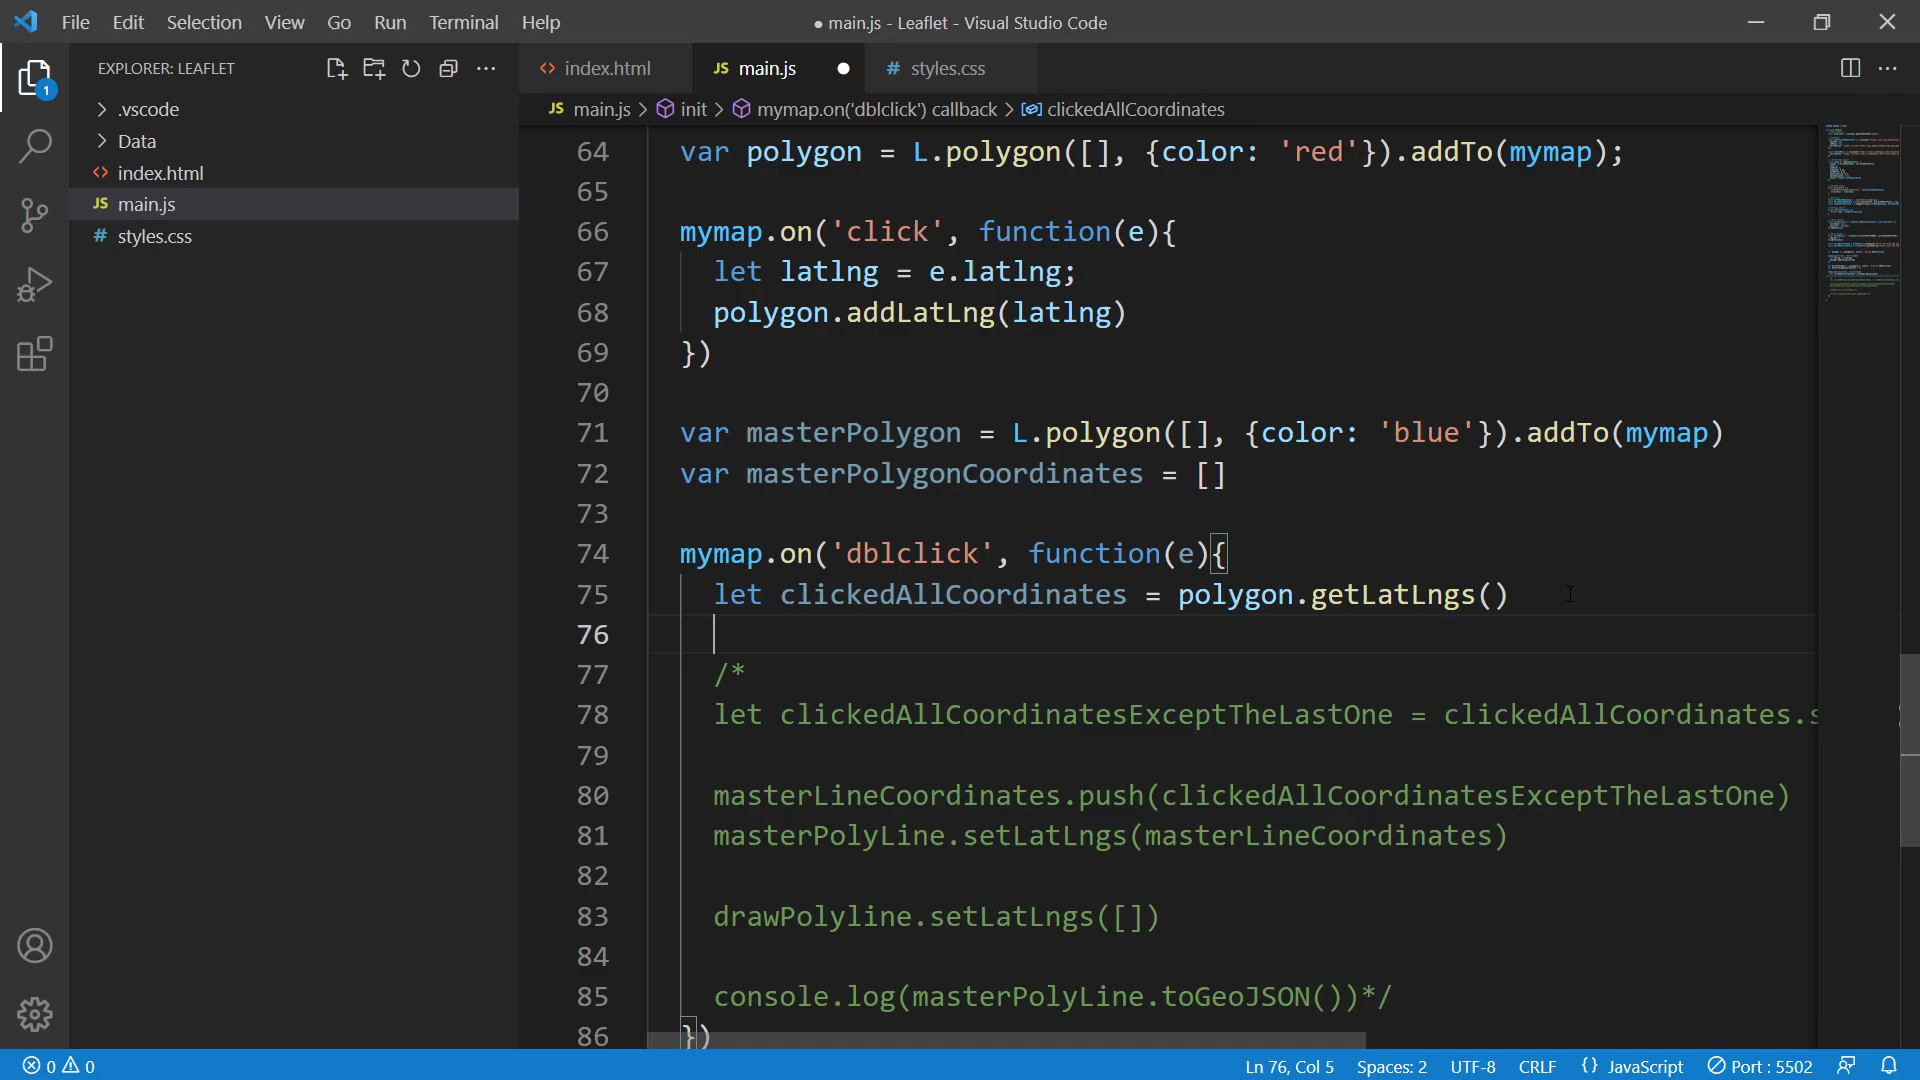 File Edit Selection View Go Run Terminal Help
● main.js - Leaflet - Visual Studio Code
EXPLORER: LEAFLET
1
.vscode
Data
index.html
JS main.js
# styles.css
index.html
JS main.js
# styles.css
JS main.js > init > mymap.on('dblclick') callback > clickedAllCoordinates
64 var polygon = L.polygon([], {color: 'red'}).addTo(mymap);
65
66 mymap.on('click', function(e){
67 let latlng = e.latlng;
68 polygon.addLatLng(latlng)
69 })
70
71 var masterPolygon = L.polygon([], {color: 'blue'}).addTo(mymap)
72 var masterPolygonCoordinates = []
73
74 mymap.on('dblclick', function(e){
75 let clickedAllCoordinates = polygon.getLatLngs()
76
77 /*
78 let clickedAllCoordinatesExceptTheLastOne = clickedAllCoordinates.s
79
80 masterLineCoordinates.push(clickedAllCoordinatesExceptTheLastOne)
81 masterPolyLine.setLatLngs(masterLineCoordinates)
82
83 drawPolyline.setLatLngs([])
84
85 console.log(masterPolyLine.toGeoJSON())*/
86 })
0 0
Ln 76, Col 5
Spaces: 2
UTF-8
CRLF
{} JavaScript
Port : 5502